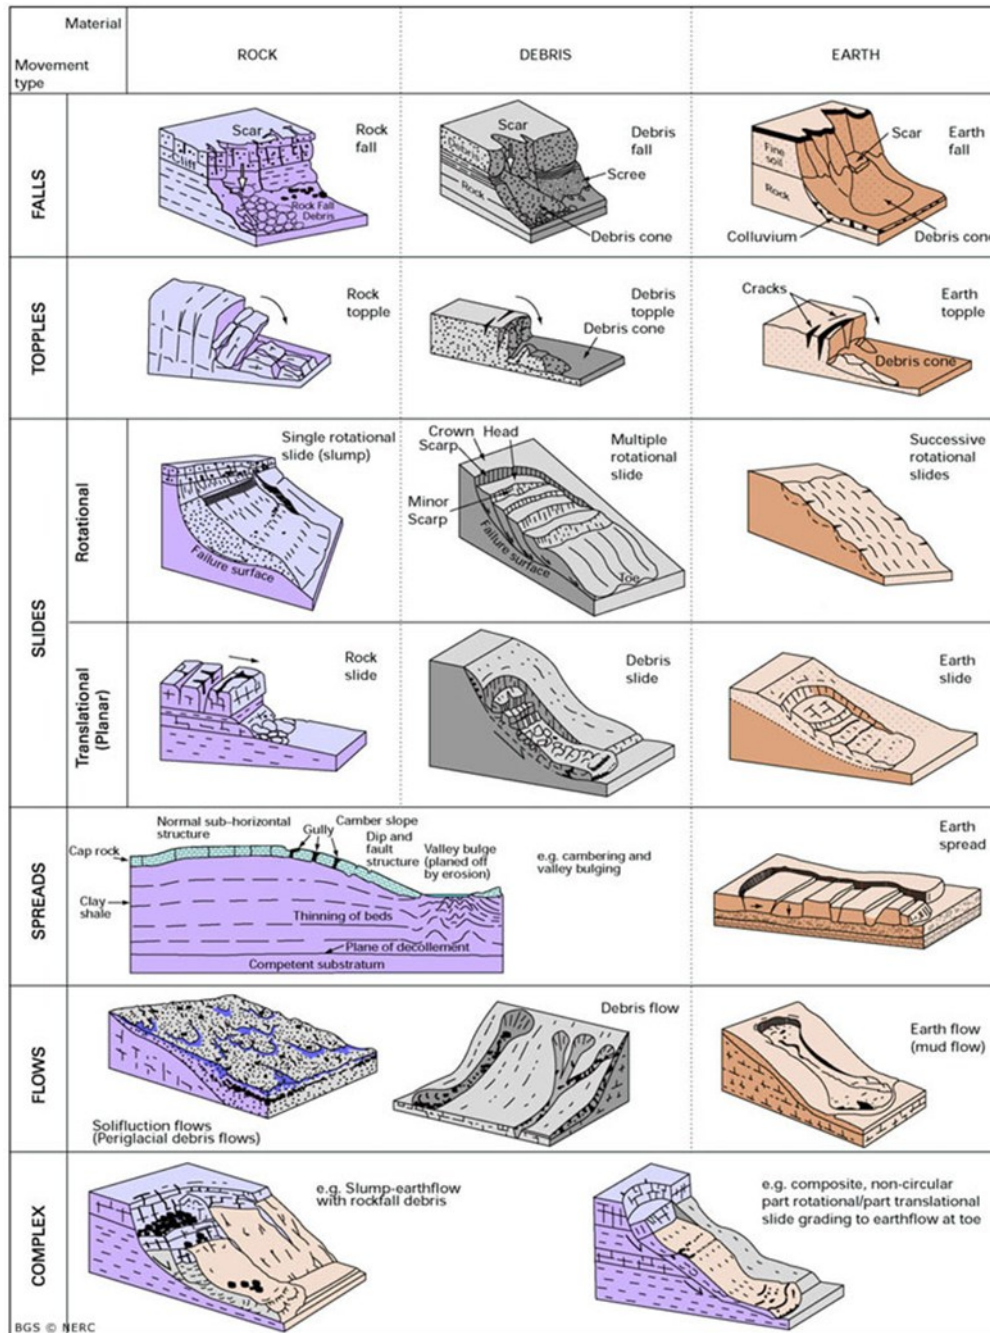 Material
Movement
type
ROCK
DEBRIS
EARTH
FALLS
Scar
Cliff
Rock Fall
Debris
Rock
fall
Scar
Debris
Rock
Debris
fall
Scree
Debris cone
Fine
soil
Rock
Colluvium
Scar
Earth
fall
Debris cone
TOPPLES
Rock
topple
Debris
topple
Debris cone
Cracks
Earth
topple
Debris cone
SLIDES
Rotational
Single rotational
slide (slump)
Failure surface
Crown Head
Scarp
Minor
Scarp
Failure surface
Toe
Multiple
rotational
slide
Successive
rotational
slides
Translational
(Planar)
Rock
slide
Debris
slide
Earth
slide
SPREADS
Normal sub-horizontal
structure
Cap rock
Gully
Camber slope
Dip and
fault
structure
Valley bulge
(planed off
by erosion)
Clay
shale
Thinning of beds
Plane of decollement
Competent substratum
e.g. cambering and
valley bulging
Earth
spread
FLOWS
Solifluction flows
(Periglacial debris flows)
Debris flow
Earth flow
(mud flow)
COMPLEX
e.g. Slump-earthflow
with rockfall debris
e.g. composite, non-circular
part rotational/part translational
slide grading to earthflow at toe
BGS © NERC